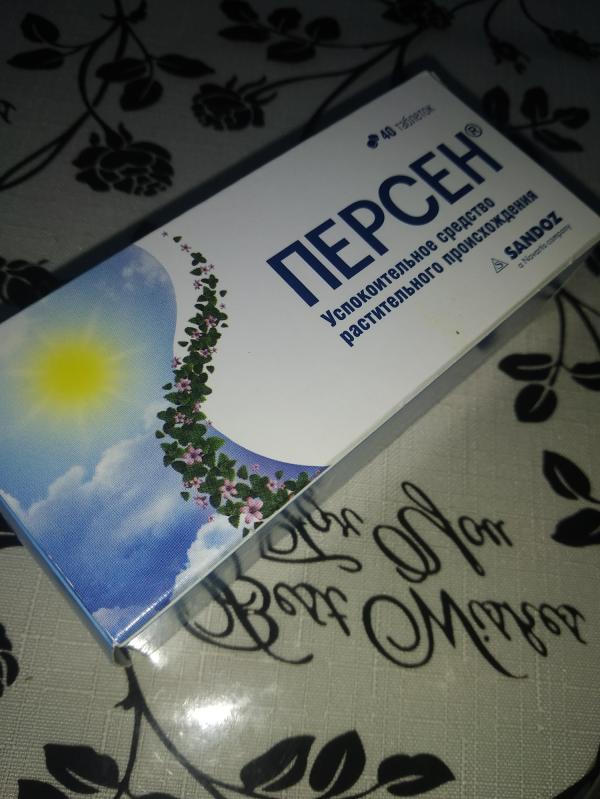 40 таблеток
ПЕРСЕН®
Успокоительное средство
растительного происхождения
SANDOZ
a Novartis company
Best Wishes
For You